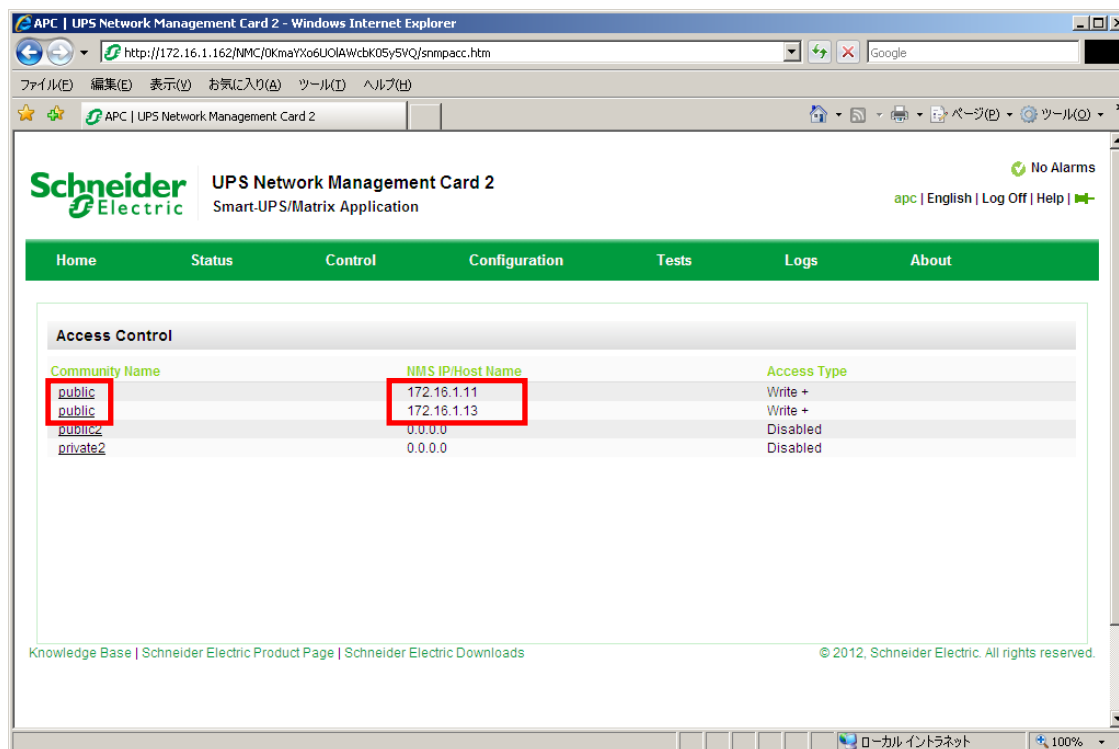 APC | UPS Network Management Card 2 - Windows Internet Explorer
http://172.16.1.162/NMC/0KmaYXo6UOlAWcbK05y5VQ/snmpacc.htm
Google
ファイル(F) 編集(E) 表示(V) お気に入り(A) ツール(T) ヘルプ(H)
APC | UPS Network Management Card 2
ページ(P) ツール(O)
No Alarms
Schneider Electric
UPS Network Management Card 2
Smart-UPS/Matrix Application
apc | English | Log Off | Help |
Home Status Control Configuration Tests Logs About
Access Control
Community Name NMS IP/Host Name Access Type
public 172.16.1.11 Write +
public 172.16.1.13 Write +
public2 0.0.0.0 Disabled
private2 0.0.0.0 Disabled
Knowledge Base | Schneider Electric Product Page | Schneider Electric Downloads
© 2012, Schneider Electric. All rights reserved.
ローカル イントラネット 100%